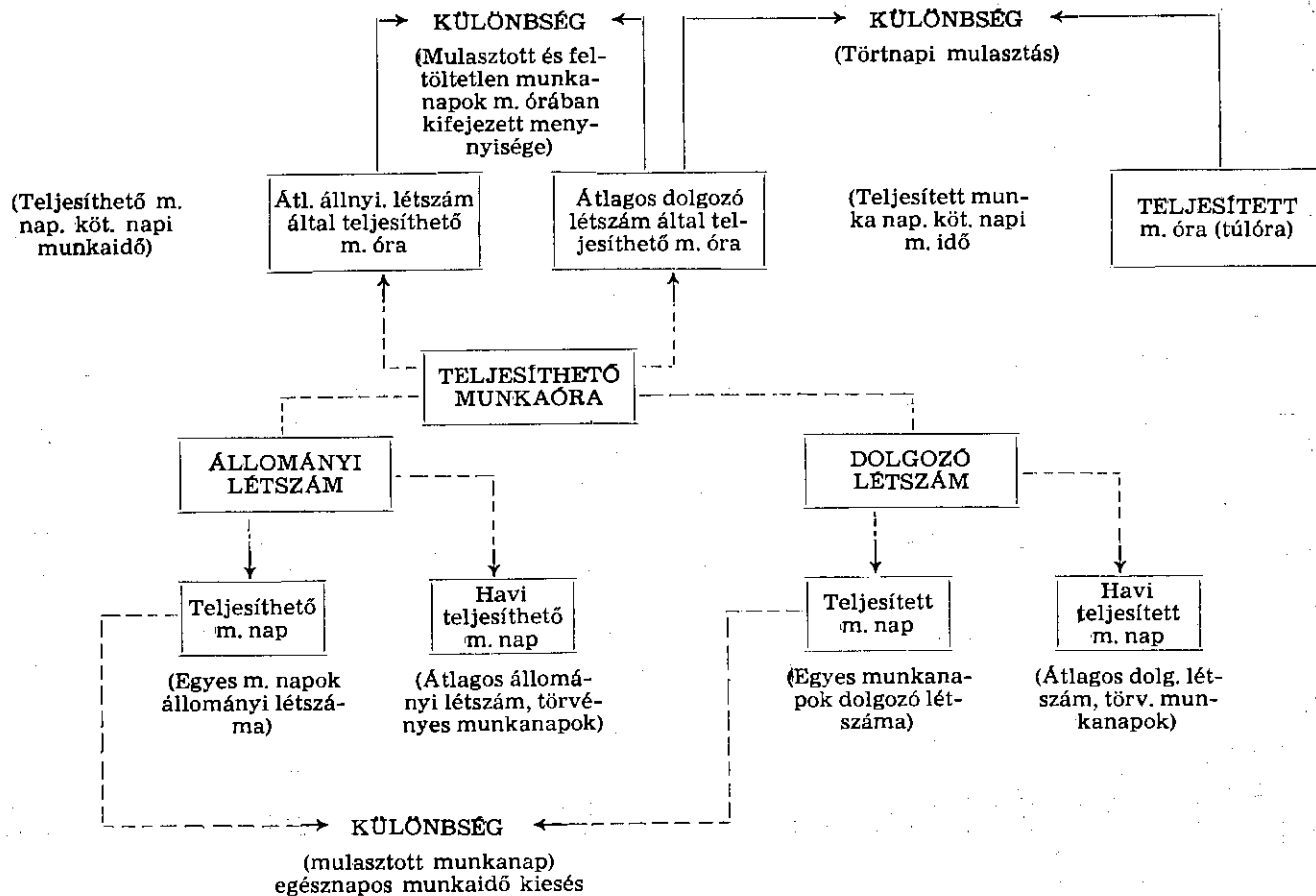 KÜLÖNBSÉG
(Mulasztott és fel-
töltetlen munka-
napok m. órában
kifejezett meny-
nyisége)
KÜLÖNBSÉG
(Törtnapi mulasztás)
(Teljesíthető m.
nap. köt. napi
munkaidő)
Átl. állnyi. létszám
által teljesíthető
m. óra
Átlagos dolgozó
létszám által tel-
jesíthető m. óra
(Teljesített mun-
ka nap. köt. napi
m. idő
TELJESÍTETT
m. óra (túlóra)
TELJESÍTHETŐ
MUNKAÓRA
ÁLLOMÁNYI
LÉTSZÁM
DOLGOZÓ
LÉTSZÁM
Teljesíthető
m. nap
(Egyes m. napok
állományi létszá-
ma)
Havi
teljesíthető
m. nap
(Átlagos állomá-
nyi létszám, törvé-
nyes munkanapok)
Teljesített
m. nap
(Egyes munkana-
pok dolgozó lét-
száma)
Havi
teljesített
m. nap
(Átlagos dolg. lét-
szám, törv. mun-
kanapok)
KÜLÖNBSÉG
(mulasztott munkanap)
egésznapos munkaidő kiesés